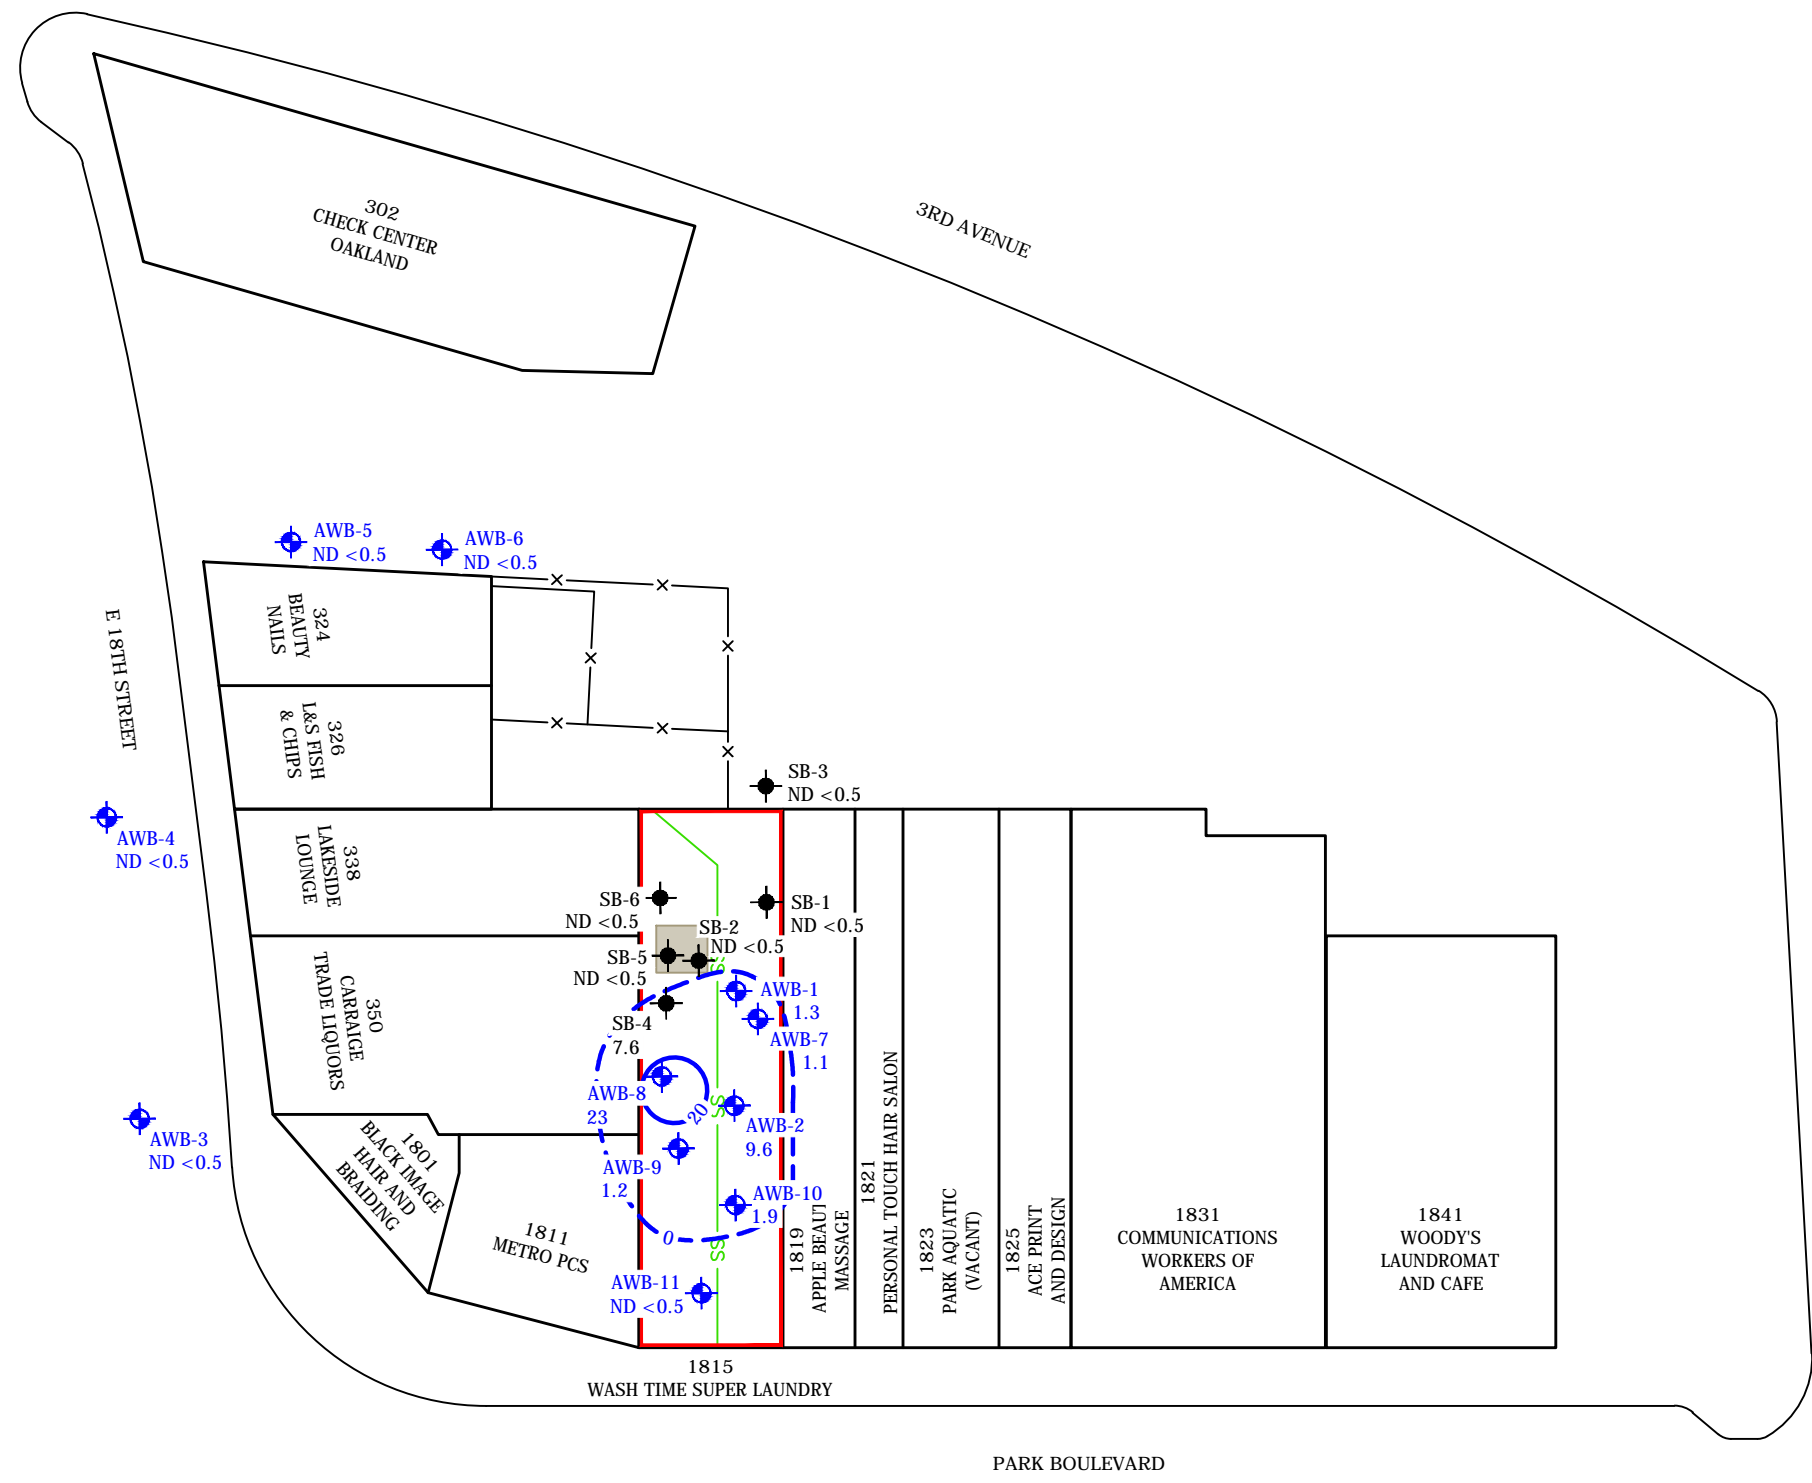 302
CHECK CENTER
OAKLAND
3RD AVENUE
AWB-5
ND <0.5
AWB-6
ND <0.5
324
BEAUTY
NAILS
E 18TH STREET
326
L&S FISH
& CHIPS
SB-3
ND <0.5
AWB-4
ND <0.5
338
LAKESIDE
LOUNGE
SB-6
ND <0.5
SB-1
ND <0.5
SB-2
ND <0.5
SB-5
ND <0.5
350
CARRAIGE
TRADE LIQUORS
AWB-1
1.3
SB-4
7.6
AWB-7
1.1
AWB-8
23
20
SS
SS
SS
AWB-2
9.6
AWB-3
ND <0.5
1801
BLACK IMAGE
HAIR AND
BRAIDING
AWB-9
1.2
AWB-10
1.9
0
1811
METRO PCS
AWB-11
ND <0.5
1819
APPLE BEAUT
MASSAGE
1821
PERSONAL TOUCH HAIR SALON
1823
PARK AQUATIC
(VACANT)
1825
ACE PRINT
AND DESIGN
1831
COMMUNICATIONS
WORKERS OF
AMERICA
1841
WOODY'S
LAUNDROMAT
AND CAFE
1815
WASH TIME SUPER LAUNDRY
PARK BOULEVARD